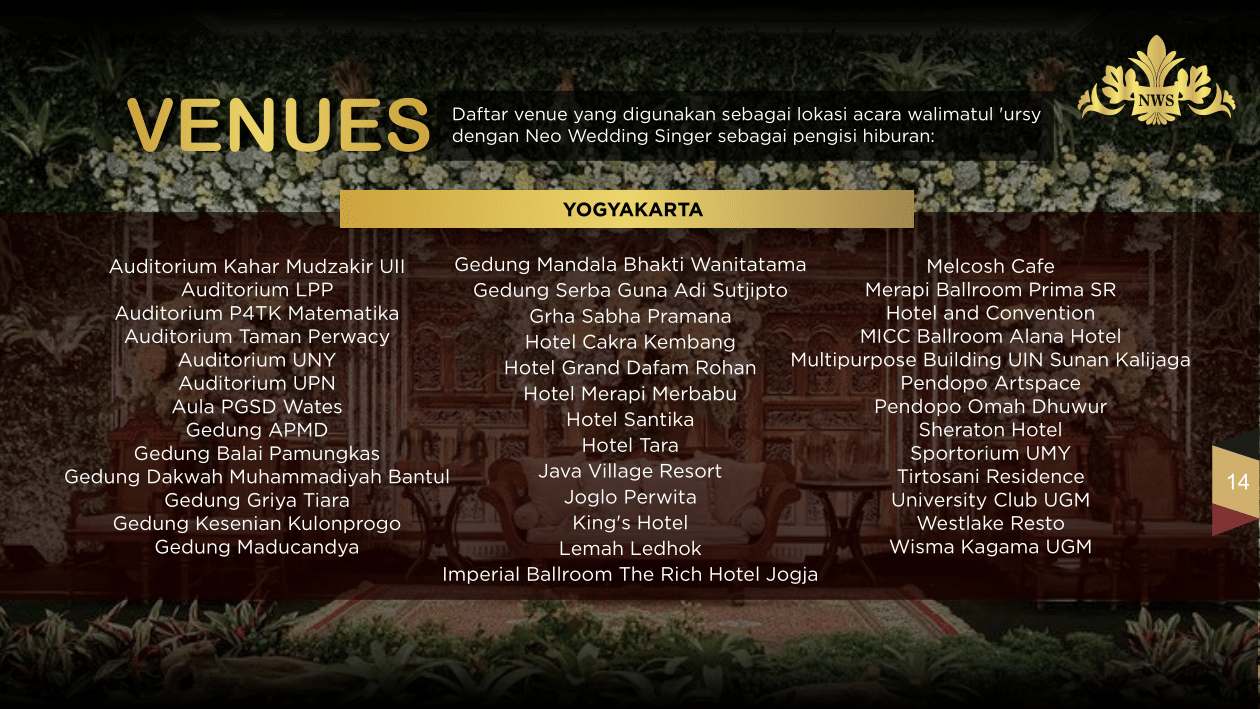 VENUES
Daftar venue yang digunakan sebagai lokasi acara walimatul 'ursy
dengan Neo Wedding Singer sebagai pengisi hiburan:
NWS
YOGYAKARTA
Auditorium Kahar Mudzakir UII
Auditorium LPP
Auditorium P4TK Matematika
Auditorium Taman Perwacy
Auditorium UNY
Auditorium UPN
Aula PGSD Wates
Gedung APMD
Gedung Balai Pamungkas
Gedung Dakwah Muhammadiyah Bantul
Gedung Griya Tiara
Gedung Kesenian Kulonprogo
Gedung Maducandya
Gedung Mandala Bhakti Wanitatama
Gedung Serba Guna Adi Sutjipto
Grha Sabha Pramana
Hotel Cakra Kembang
Hotel Grand Dafam Rohan
Hotel Merapi Merbabu
Hotel Santika
Hotel Tara
Java Village Resort
Joglo Perwita
King's Hotel
Lemah Ledhok
Imperial Ballroom The Rich Hotel Jogja
Melcosh Cafe
Merapi Ballroom Prima SR
Hotel and Convention
MICC Ballroom Alana Hotel
Multipurpose Building UIN Sunan Kalijaga
Pendopo Artspace
Pendopo Omah Dhuwur
Sheraton Hotel
Sportorium UMY
Tirtosani Residence
University Club UGM
Westlake Resto
Wisma Kagama UGM
14